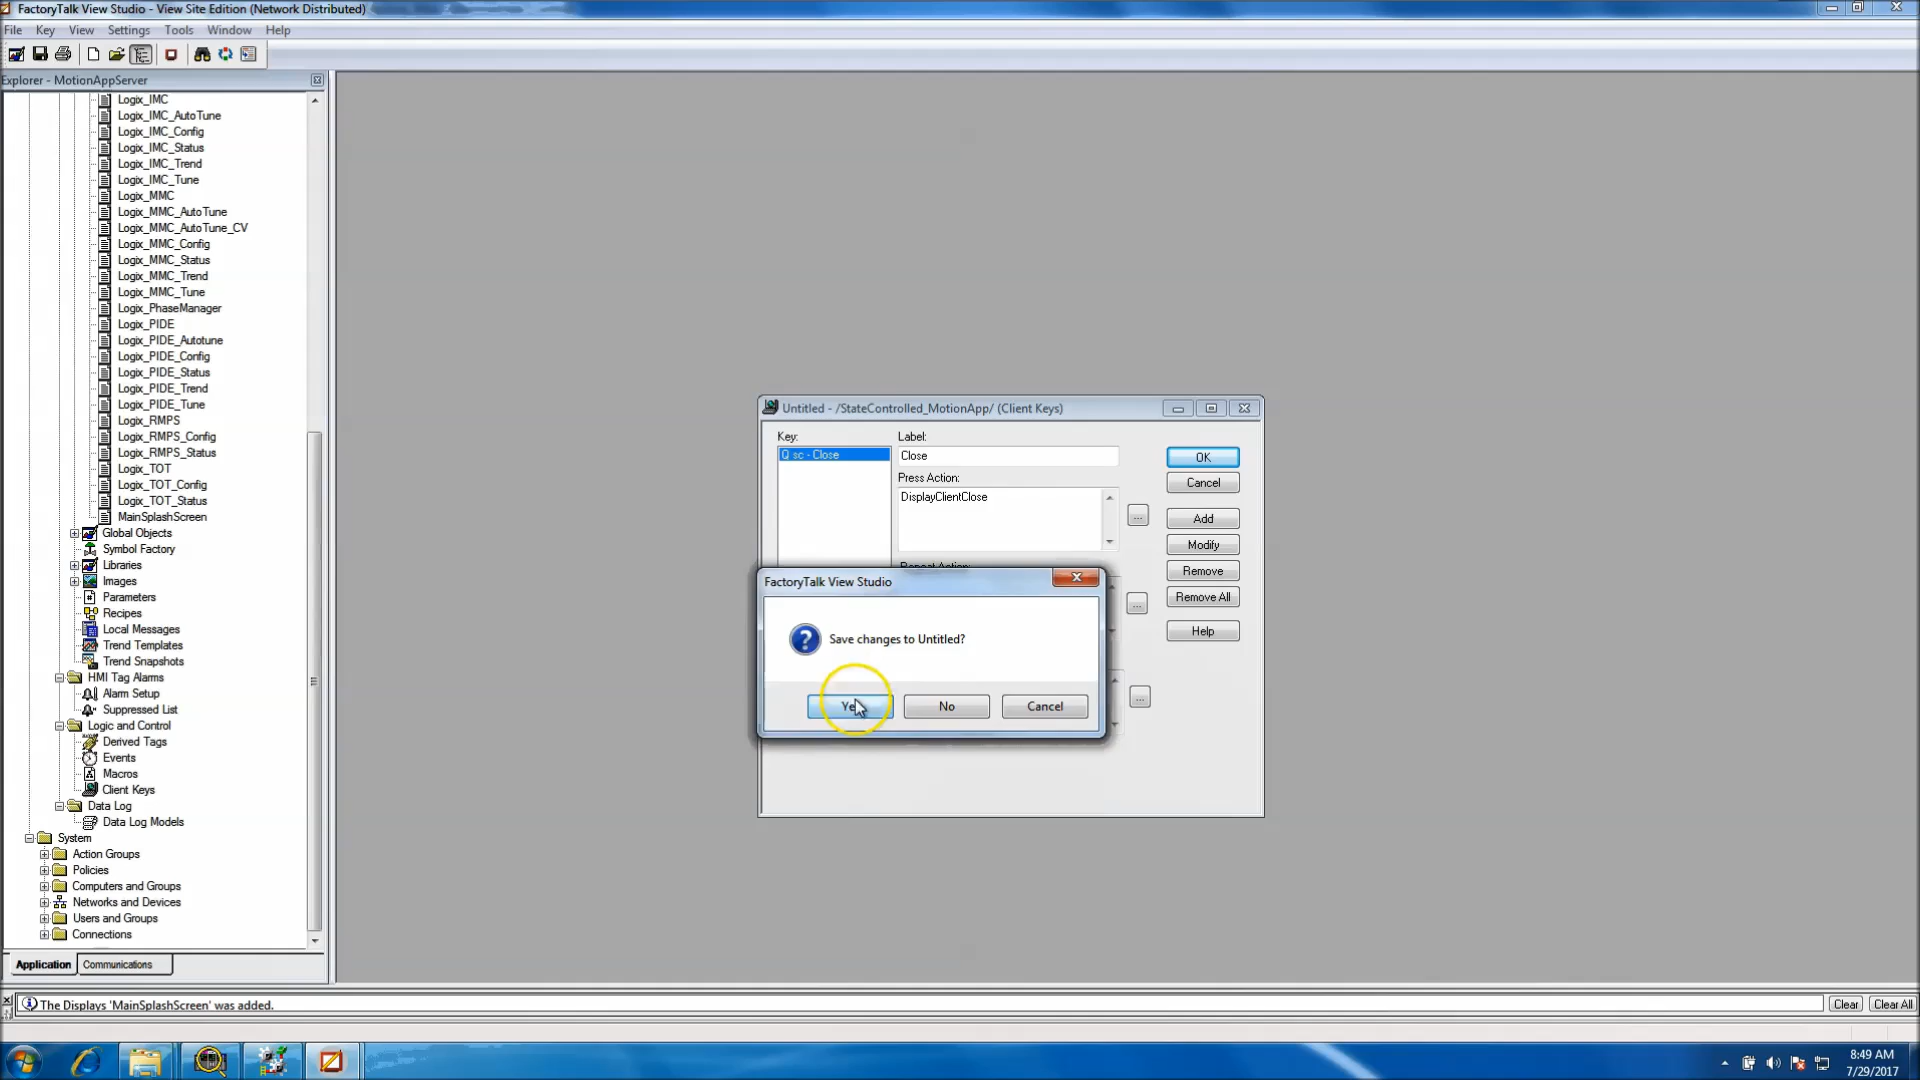 FactoryTalk View Studio - View Site Edition (Network Distributed)
File Key View Settings Tools Window Help
Explorer - MotionAppServer
Logix_IMC
Logix_IMC_AutoTune
Logix_IMC_Config
Logix_IMC_Status
Logix_IMC_Trend
Logix_IMC_Tune
Logix_MMC
Logix_MMC_AutoTune
Logix_MMC_AutoTune_CV
Logix_MMC_Config
Logix_MMC_Status
Logix_MMC_Trend
Logix_MMC_Tune
Logix_PhaseManager
Logix_PIDE
Logix_PIDE_Autotune
Logix_PIDE_Config
Logix_PIDE_Status
Logix_PIDE_Trend
Logix_PIDE_Tune
Logix_RMPS
Logix_RMPS_Config
Logix_RMPS_Status
Logix_TOT
Logix_TOT_Config
Logix_TOT_Status
MainSplashScreen
Global Objects
Symbol Factory
Libraries
Images
Parameters
Recipes
Local Messages
Trend Templates
Trend Snapshots
HMI Tag Alarms
Alarm Setup
Suppressed List
Logic and Control
Derived Tags
Events
Macros
Client Keys
Data Log
Data Log Models
System
Action Groups
Policies
Computers and Groups
Networks and Devices
Users and Groups
Connections
Application Communications
Untitled - /StateControlled_MotionApp/ (Client Keys)
Key:
Q sc - Close
Label:
Close
Press Action:
DisplayClientClose
...
...
...
OK
Cancel
Add
Modify
Remove
Remove All
Help
FactoryTalk View Studio
Save changes to Untitled?
No Cancel
The Displays 'MainSplashScreen' was added.
Clear Clear All
8:49 AM
7/29/2017